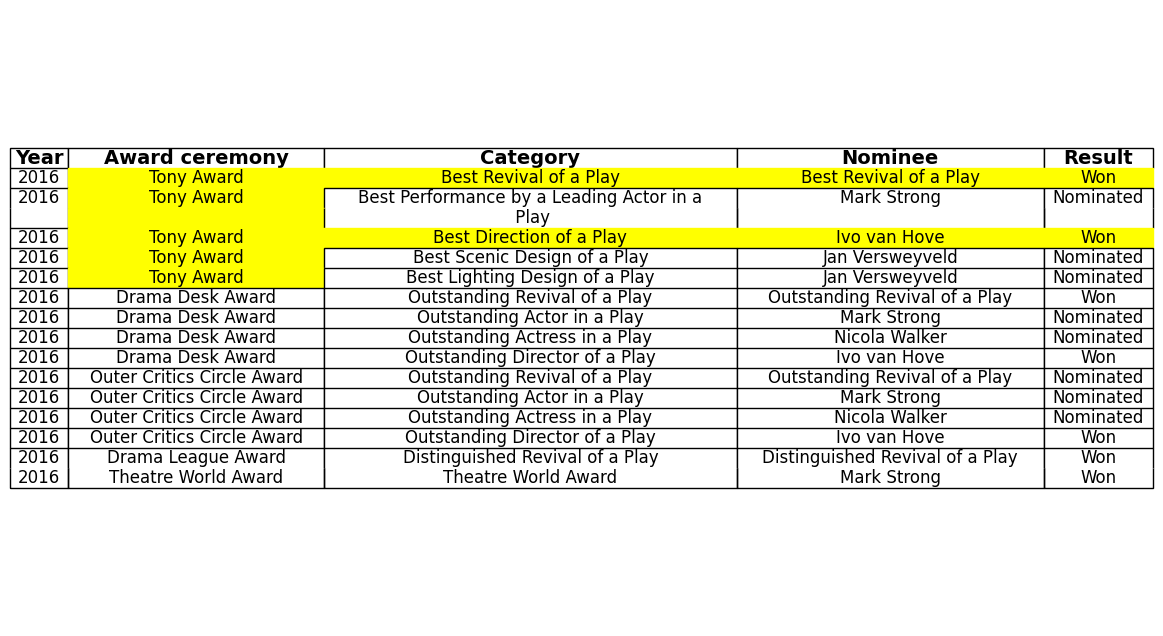 Year Award ceremony Category Nominee Result
2016 Tony Award Best Revival of a Play Best Revival of a Play Won
2016 Tony Award Best Performance by a Leading Actor in a Mark Strong Nominated
Play
2016 Tony Award Best Direction of a Play Ivo van Hove Won
2016 Tony Award Best Scenic Design of a Play Jan Versweyveld Nominated
2016 Tony Award Best Lighting Design of a Play Jan Versweyveld Nominated
2016 Drama Desk Award Outstanding Revival of a Play Outstanding Revival of a Play Won
2016 Drama Desk Award Outstanding Actor in a Play Mark Strong Nominated
2016 Drama Desk Award Outstanding Actress in a Play Nicola Walker Nominated
2016 Drama Desk Award Outstanding Director of a Play Ivo van Hove Won
2016 Outer Critics Circle Award Outstanding Revival of a Play Outstanding Revival of a Play Nominated
2016 Outer Critics Circle Award Outstanding Actor in a Play Mark Strong Nominated
2016 Outer Critics Circle Award Outstanding Actress in a Play Nicola Walker Nominated
2016 Outer Critics Circle Award Outstanding Director of a Play Ivo van Hove Won
2016 Drama League Award Distinguished Revival of a Play Distinguished Revival of a Play Won
2016 Theatre World Award Theatre World Award Mark Strong Won